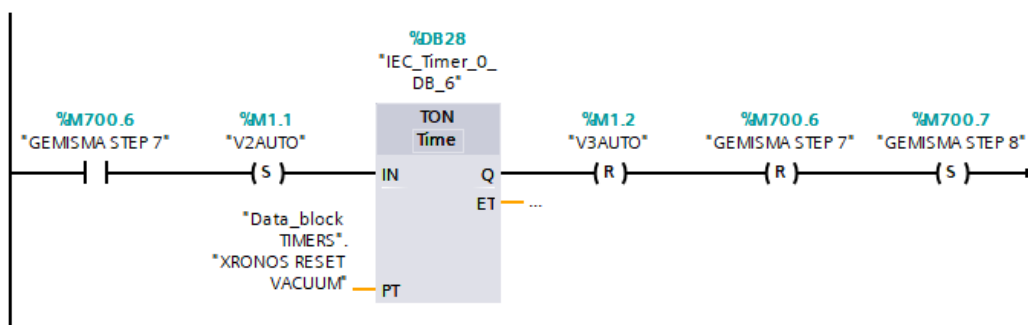 %DB28
"IEC_Timer_0_
DB_6"
%M700.6
"GEMISMA STEP 7"
%M1.1
"V2AUTO"
S
TON
Time
IN
Q
ET
...
"Data_block
TIMERS".
"XRONOS RESET
VACUUM"
PT
%M1.2
"V3AUTO"
R
%M700.6
"GEMISMA STEP 7"
R
%M700.7
"GEMISMA STEP 8"
S